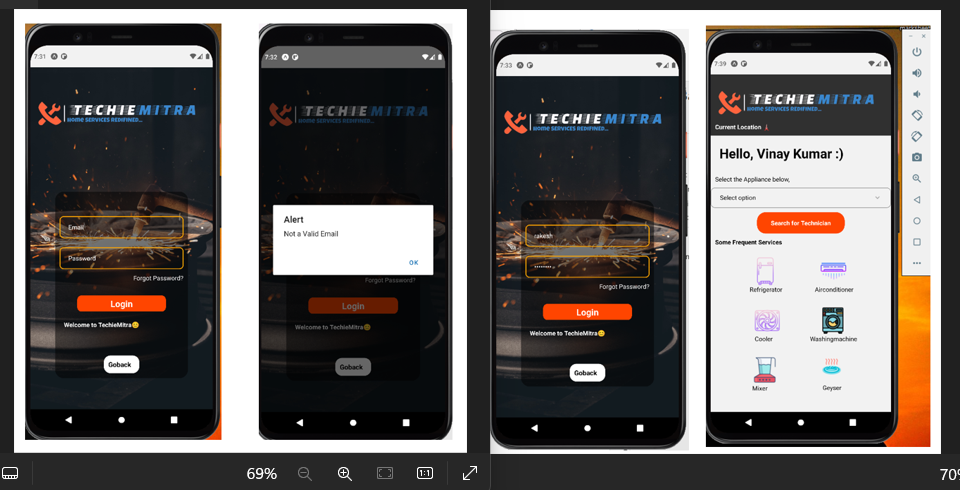 7:31
TECHIEMITRA
HOME SERVICES REDIFINED...
Email
Password
Forgot Password?
Login
Welcome to TechieMitra😊
Goback
7:32
TECHIEMITRA
HOME SERVICES REDIFINED...
Alert
Not a Valid Email
OK
Forgot Password?
Login
Welcome to TechieMitra😊
Goback
7:33
TECHIEMITRA
HOME SERVICES REDIFINED...
rakesh
••••••••
Forgot Password?
Login
Welcome to TechieMitra😊
Goback
7:39
TECHIEMITRA
HOME SERVICES REDIFINED...
Current Location
Hello, Vinay Kumar :)
Select the Appliance below,
Select option
Search for Technician
Some Frequent Services
Refrigerator
Airconditioner
Cooler
Washingmachine
Mixer
Geyser
69%
1:1
70%